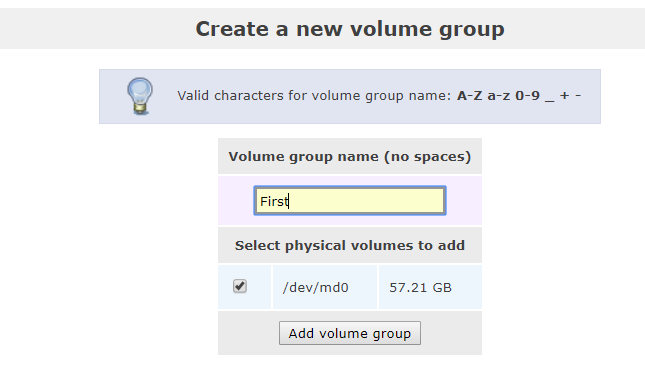 Create a new volume group
Valid characters for volume group name: A-Z a-z 0-9 _ + -
Volume group name (no spaces)
First
Select physical volumes to add
/dev/md0 57.21 GB
Add volume group